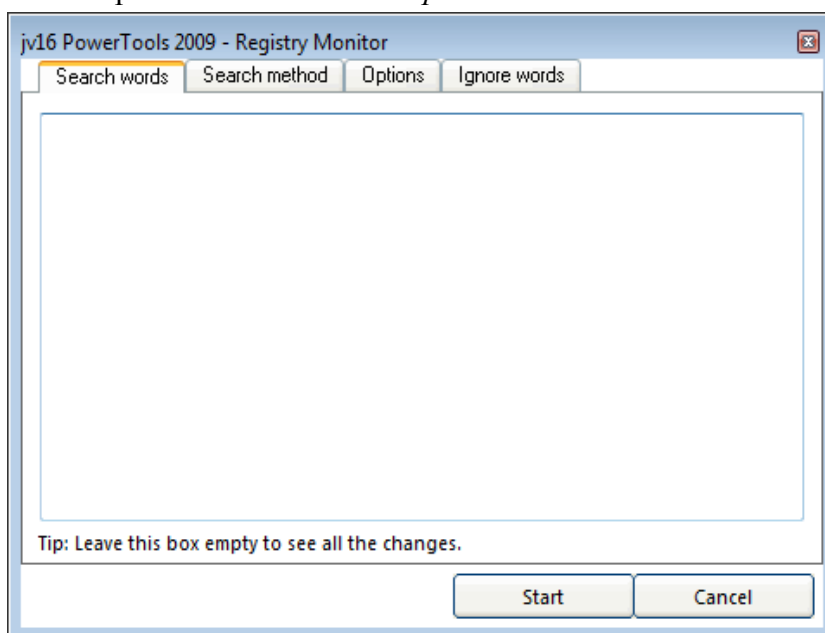 jv16 PowerTools 2009 - Registry Monitor
Search words Search method Options Ignore words
Tip: Leave this box empty to see all the changes.
Start Cancel